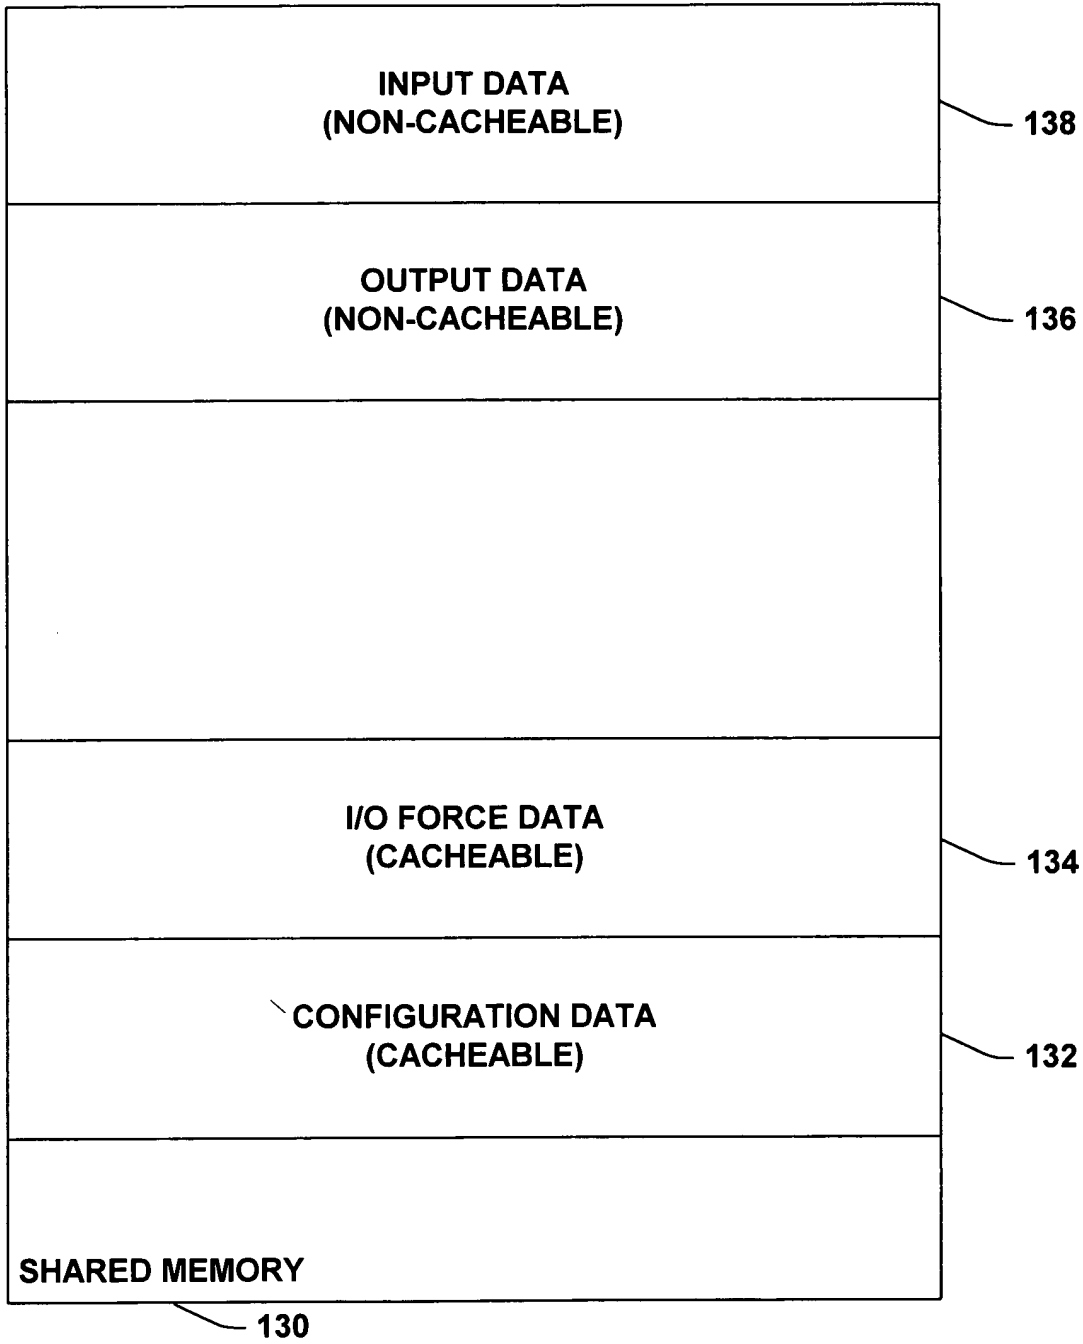 INPUT DATA
(NON-CACHEABLE)
138
OUTPUT DATA
(NON-CACHEABLE)
136
I/O FORCE DATA
(CACHEABLE)
134
CONFIGURATION DATA
(CACHEABLE)
132
SHARED MEMORY
130